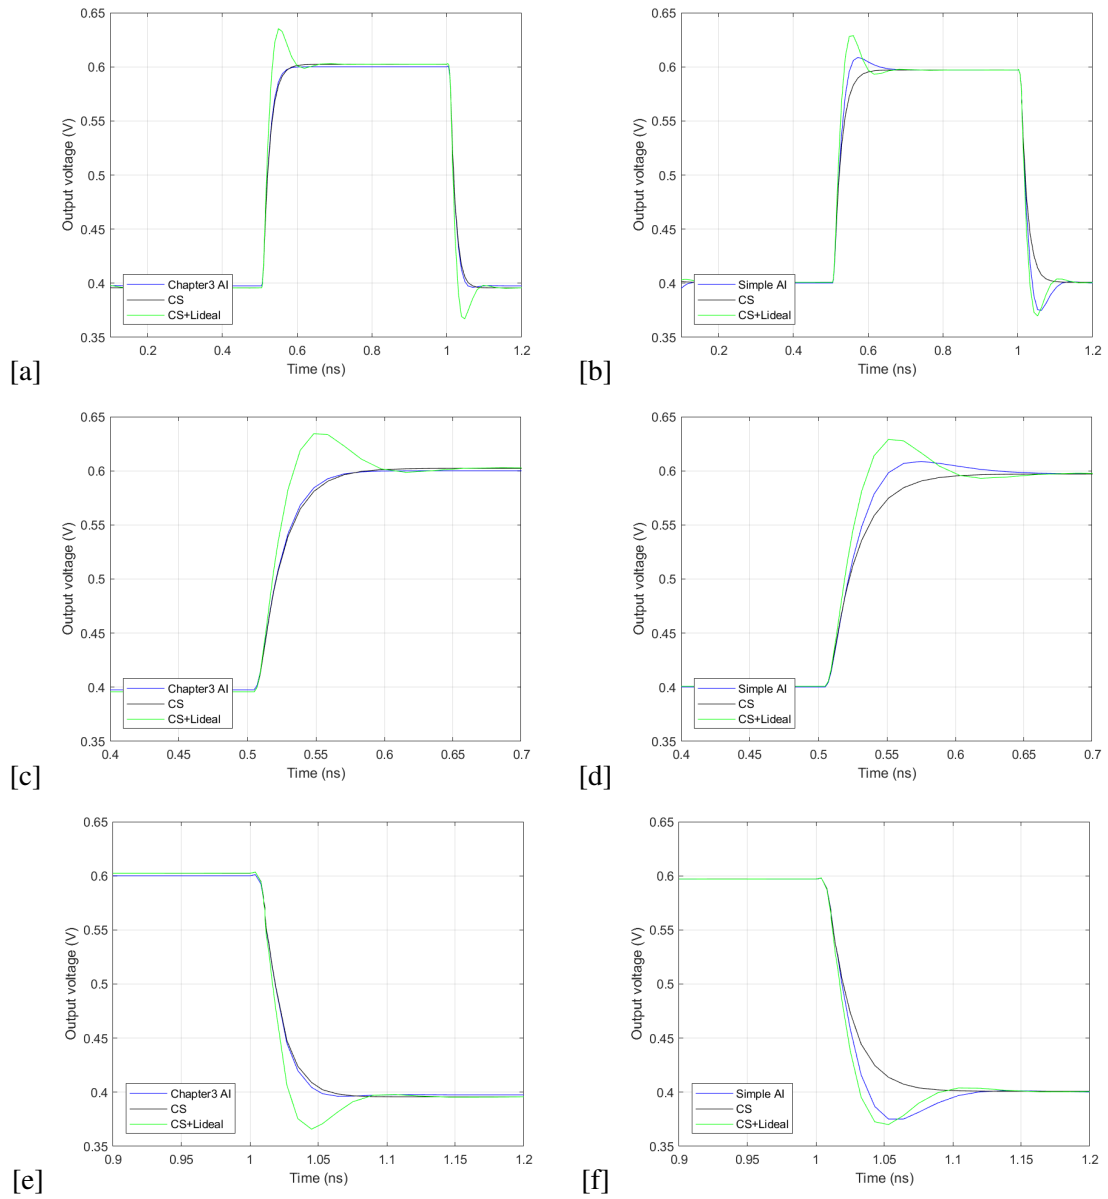 0.65
0.6
0.55
0.5
0.45
0.4
0.35
Output voltage (V)
Chapter3 AI
CS
CS+Lideal
0.2
0.4
0.6
0.8
1
1.2
Time (ns)
[a]
0.65
0.6
0.55
0.5
0.45
0.4
0.35
Output voltage (V)
Simple AI
CS
CS+Lideal
0.2
0.4
0.6
0.8
1
1.2
Time (ns)
[b]
0.65
0.6
0.55
0.5
0.45
0.4
0.35
Output voltage (V)
Chapter3 AI
CS
CS+Lideal
0.4
0.45
0.5
0.55
0.6
0.65
0.7
Time (ns)
[c]
0.65
0.6
0.55
0.5
0.45
0.4
0.35
Output voltage (V)
Simple AI
CS
CS+Lideal
0.4
0.45
0.5
0.55
0.6
0.65
0.7
Time (ns)
[d]
0.65
0.6
0.55
0.5
0.45
0.4
0.35
Output voltage (V)
Chapter3 AI
CS
CS+Lideal
0.9
0.95
1
1.05
1.1
1.15
1.2
Time (ns)
[e]
0.65
0.6
0.55
0.5
0.45
0.4
0.35
Output voltage (V)
Simple AI
CS
CS+Lideal
0.9
0.95
1
1.05
1.1
1.15
1.2
Time (ns)
[f]